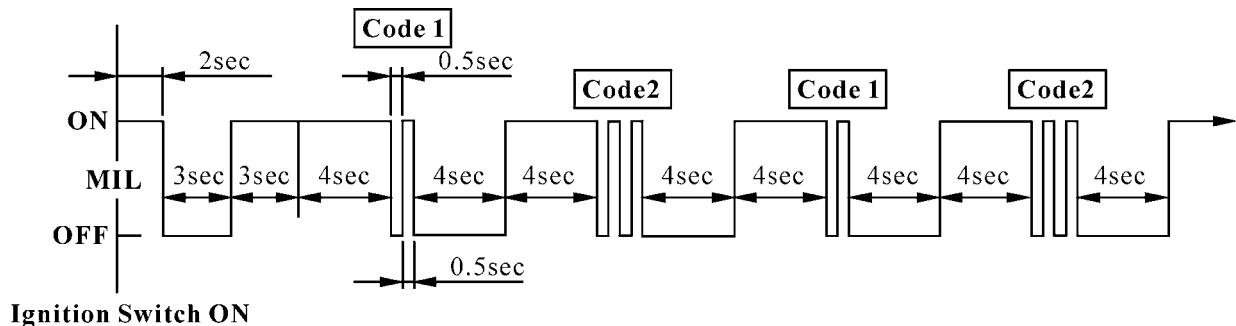 Code 1
2sec
0.5sec
Code2
Code 1
Code2
ON
MIL
3sec
3sec
4sec
4sec
4sec
4sec
4sec
4sec
4sec
4sec
OFF
0.5sec
Ignition Switch ON